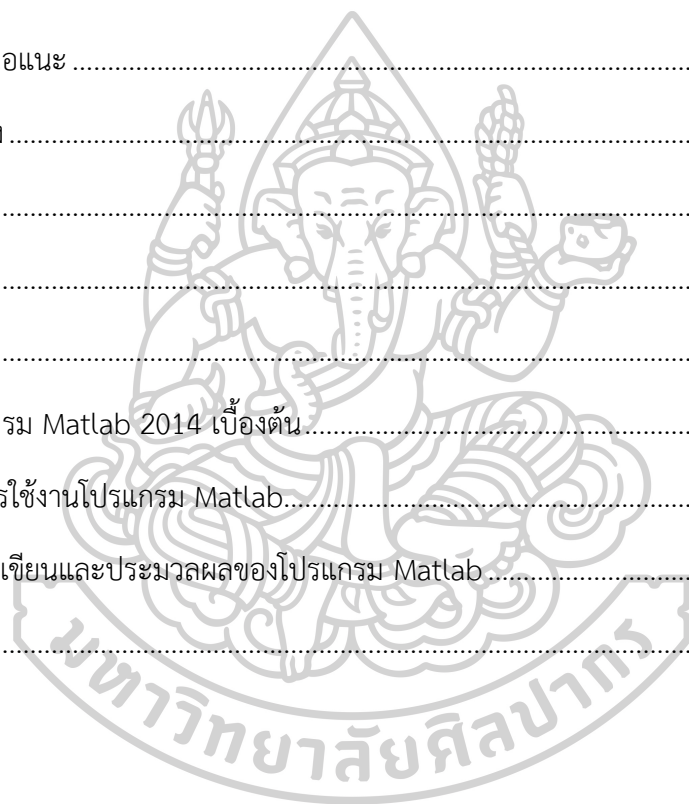 อแนะ ........................................................................
ง ........................................................................
........................................................................
........................................................................
........................................................................
รม Matlab 2014 เบื้องต้น........................................................................
รใช้งานโปรแกรม Matlab........................................................................
เขียนและประมวลผลของโปรแกรม Matlab ........................................................................
........................................................................
มหาวิทยาลัยศิลปากร